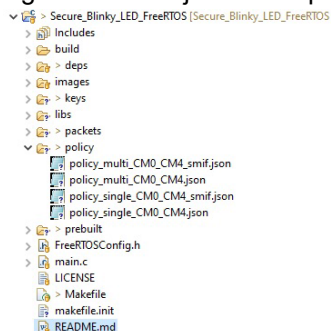 > Secure_Blinky_LED_FreeRTOS [Secure_Blinky_LED_FreeRTOS
Includes
build
> deps
images
> keys
libs
> packets
> policy
policy_multi_CM0_CM4_smif.json
policy_multi_CM0_CM4.json
policy_single_CM0_CM4_smif.json
policy_single_CM0_CM4.json
> prebuilt
FreeRTOSConfig.h
main.c
LICENSE
> Makefile
makefile.init
README.md